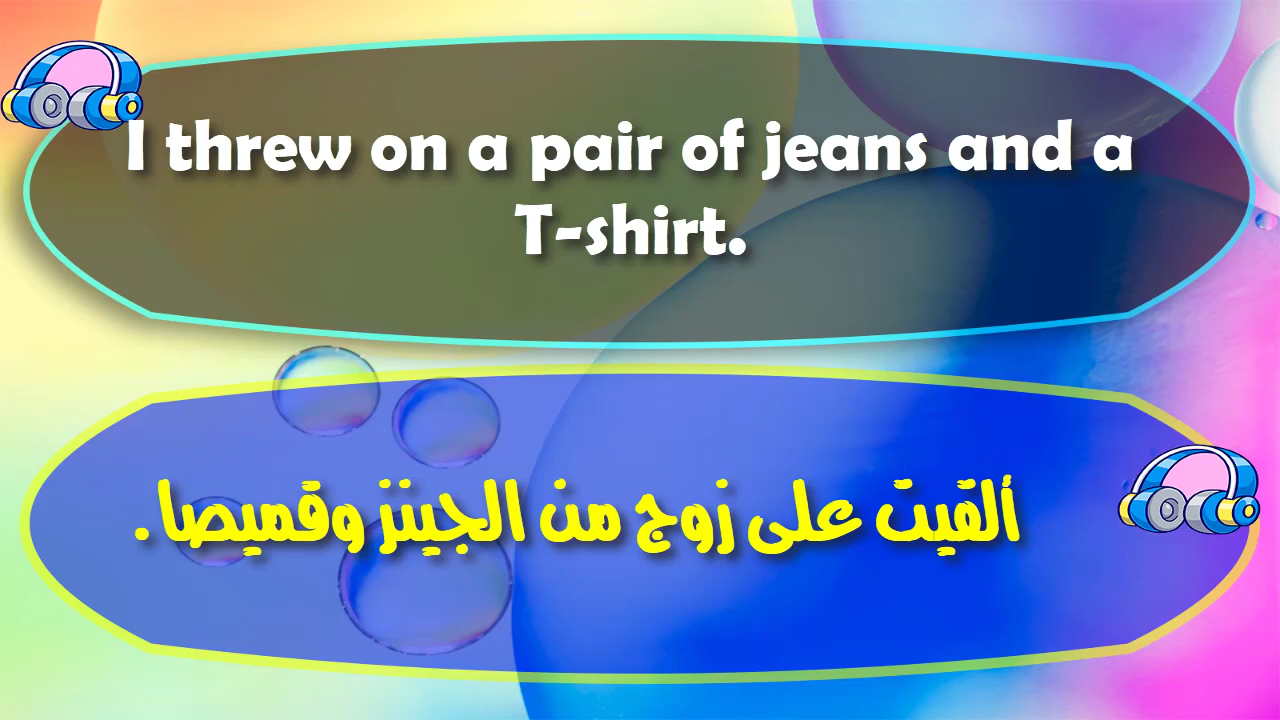 I threw on a pair of jeans and a
T-shirt.
ألقيت على زوج من الجينز وقميصا .